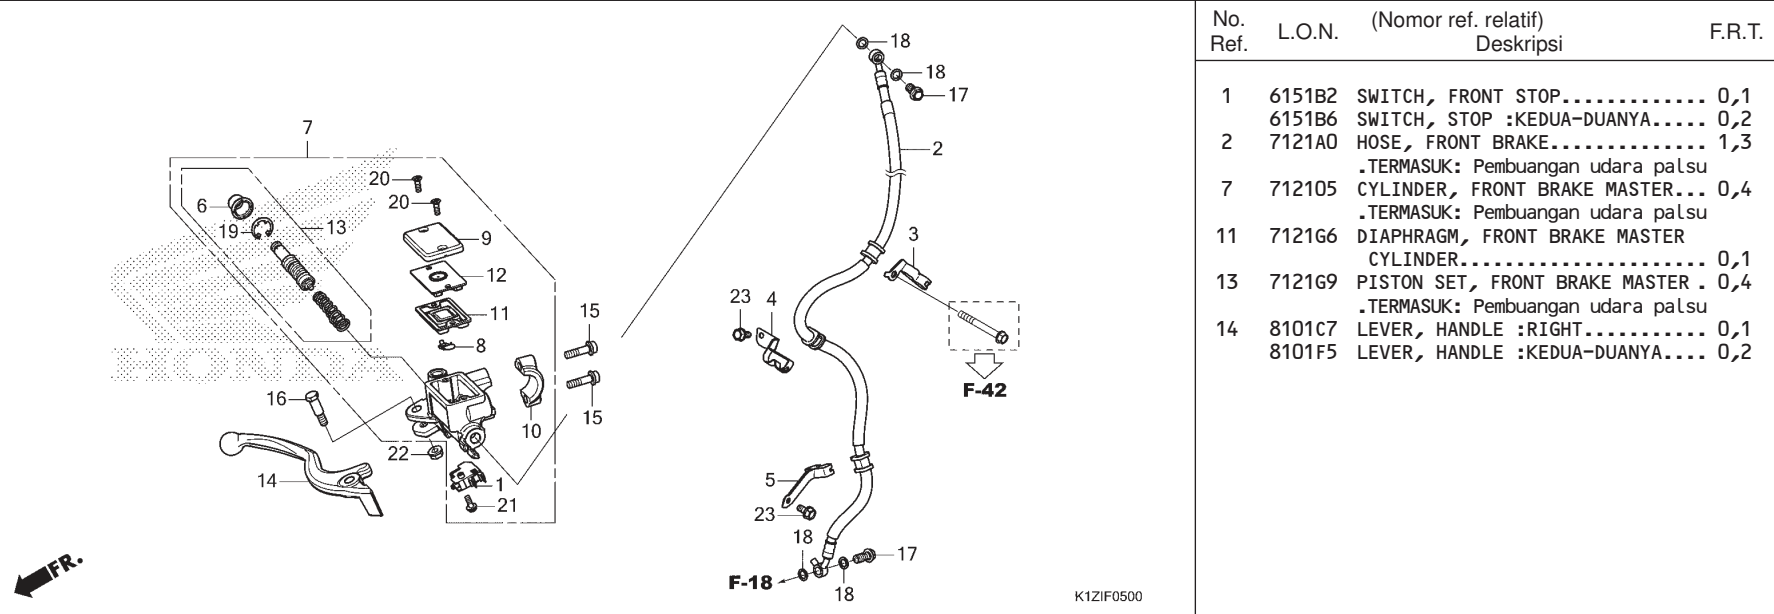 18
18
17
2
7
20
20
6
19
13
9
12
11
8
15
15
10
16
22
14
1
21
3
23
4
F-42
5
23
18
17
18
F-18
FR.
HONDA
K1ZIF0500
No. Ref. L.O.N. (Nomor ref. relatif) Deskripsi F.R.T.
1 6151B2 SWITCH, FRONT STOP............. 0,1
6151B6 SWITCH, STOP :KEDUA-DUANYA..... 0,2
2 7121A0 HOSE, FRONT BRAKE.............. 1,3
.TERMASUK: Pembuangan udara palsu
7 712105 CYLINDER, FRONT BRAKE MASTER... 0,4
.TERMASUK: Pembuangan udara palsu
11 7121G6 DIAPHRAGM, FRONT BRAKE MASTER
CYLINDER...................... 0,1
13 7121G9 PISTON SET, FRONT BRAKE MASTER . 0,4
.TERMASUK: Pembuangan udara palsu
14 8101C7 LEVER, HANDLE :RIGHT........... 0,1
8101F5 LEVER, HANDLE :KEDUA-DUANYA.... 0,2